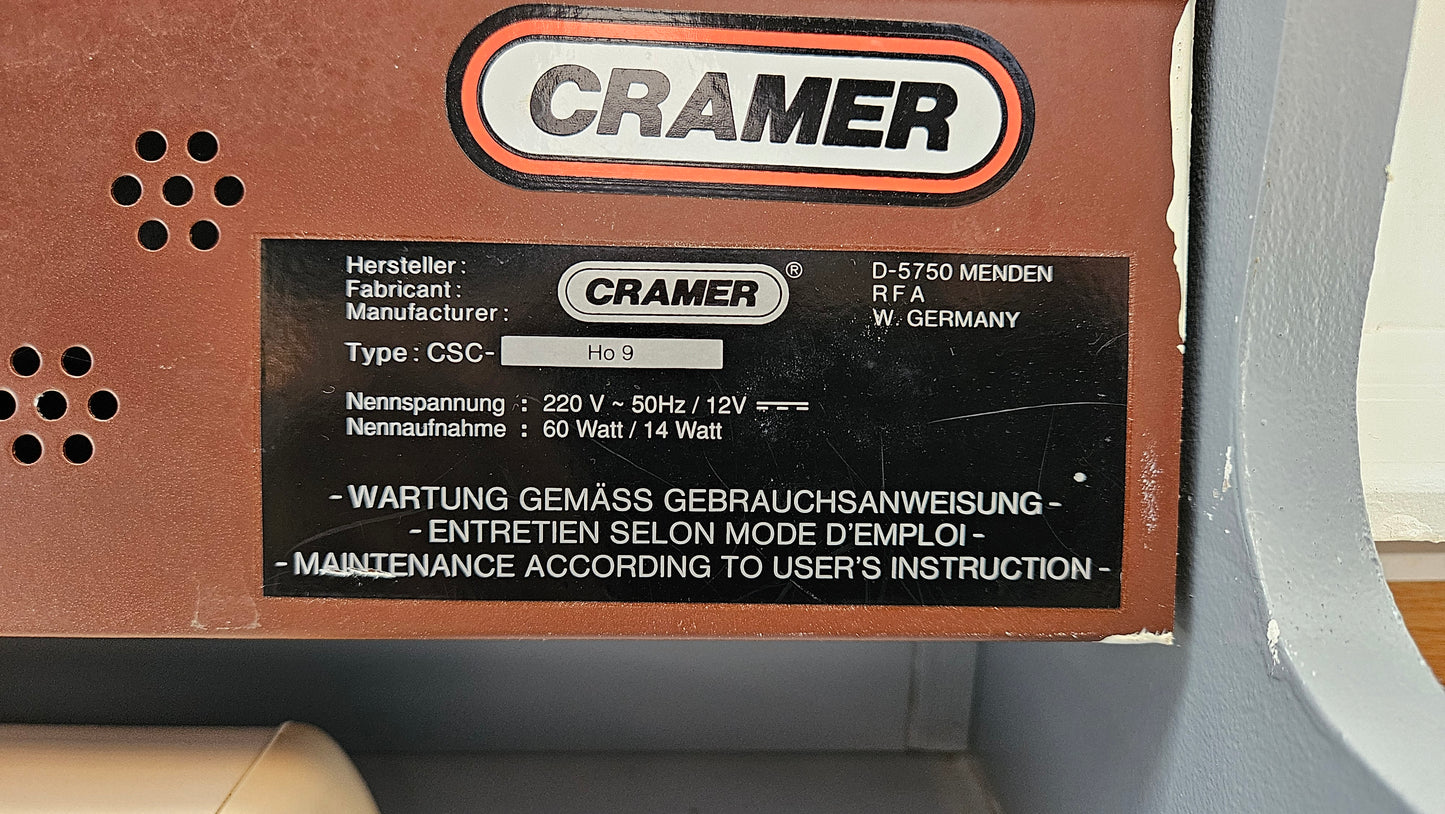 CRAMER
Hersteller :
Fabricant :
Manufacturer :
CRAMER ®
D-5750 MENDEN
R F A
W. GERMANY
Type : CSC- Ho 9
Nennspannung : 220 V ~ 50Hz / 12V ⎓
Nennaufnahme : 60 Watt / 14 Watt
- WARTUNG GEMÄSS GEBRAUCHSANWEISUNG -
- ENTRETIEN SELON MODE D'EMPLOI -
- MAINTENANCE ACCORDING TO USER'S INSTRUCTION -